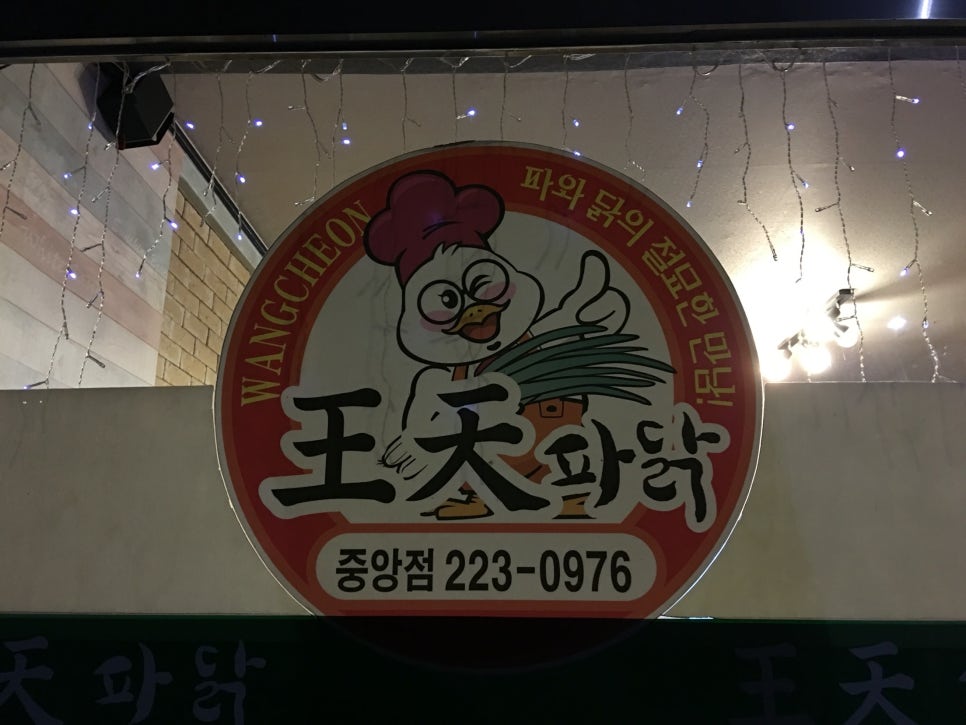 WANGCHEON
파와 닭의 절묘한 만남!
王天파닭
중앙점 223-0976
天파닭
王天